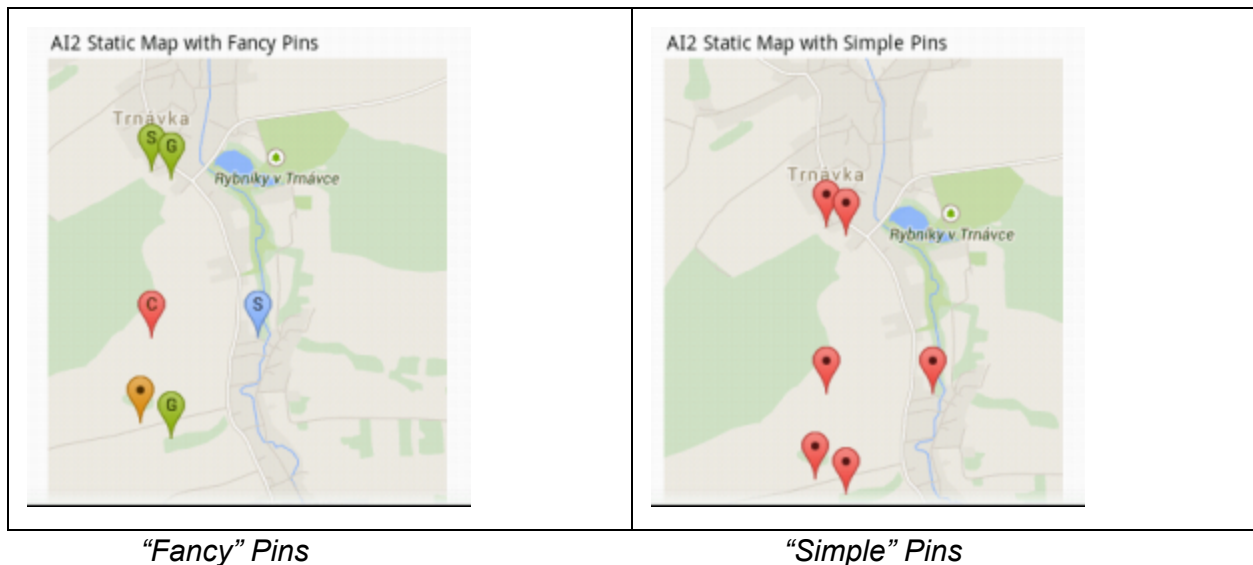 AI2 Static Map with Fancy Pins
Trnávka
S G
Rybníky v Trnávce
C
S
G
AI2 Static Map with Simple Pins
Trnávka
Rybníky v Trnávce
“Fancy” Pins
“Simple” Pins